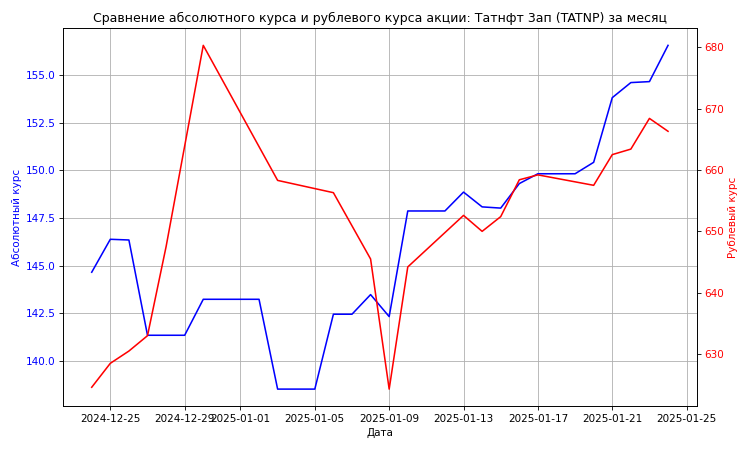 Сравнение абсолютного курса и рублевого курса акции: Татнфт 3ап (TATNP) за месяц
155.0
152.5
150.0
147.5
145.0
142.5
140.0
Абсолютный курс
680
670
660
650
640
630
Рублевый курс
2024-12-25 2024-12-29 2025-01-01 2025-01-05 2025-01-09 2025-01-13 2025-01-17 2025-01-21 2025-01-25
Дата